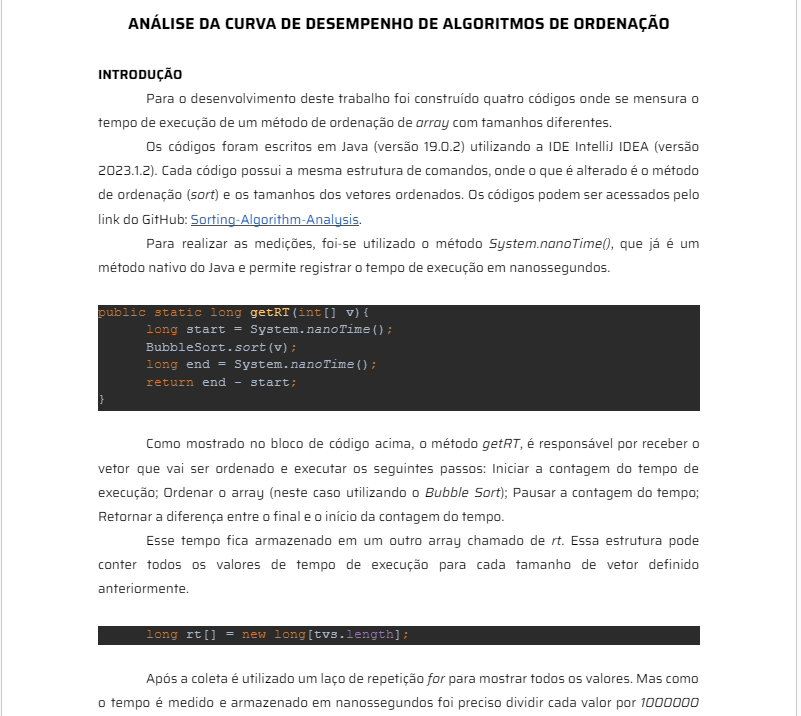 ANÁLISE DA CURVA DE DESEMPENHO DE ALGORITMOS DE ORDENAÇÃO
INTRODUÇÃO
Para o desenvolvimento deste trabalho foi construído quatro códigos onde se mensura o
tempo de execução de um método de ordenação de array com tamanhos diferentes.
Os códigos foram escritos em Java (versão 19.0.2) utilizando a IDE IntelliJ IDEA (versão
2023.1.2). Cada código possui a mesma estrutura de comandos, onde o que é alterado é o método
de ordenação (sort) e os tamanhos dos vetores ordenados. Os códigos podem ser acessados pelo
link do GitHub: Sorting-Algorithm-Analysis.
Para realizar as medições, foi-se utilizado o método System.nanoTime(), que já é um
método nativo do Java e permite registrar o tempo de execução em nanossegundos.
public static long getRT(int[] v){
long start = System.nanoTime();
BubbleSort.sort(v);
long end = System.nanoTime();
return end - start;
}
Como mostrado no bloco de código acima, o método getRT, é responsável por receber o
vetor que vai ser ordenado e executar os seguintes passos: Iniciar a contagem do tempo de
execução; Ordenar o array (neste caso utilizando o Bubble Sort); Pausar a contagem do tempo;
Retornar a diferença entre o final e o início da contagem do tempo.
Esse tempo fica armazenado em um outro array chamado de rt. Essa estrutura pode
conter todos os valores de tempo de execução para cada tamanho de vetor definido
anteriormente.
long rt[] = new long[tvs.length];
Após a coleta é utilizado um laço de repetição for para mostrar todos os valores. Mas como
o tempo é medido e armazenado em nanossegundos foi preciso dividir cada valor por 1000000